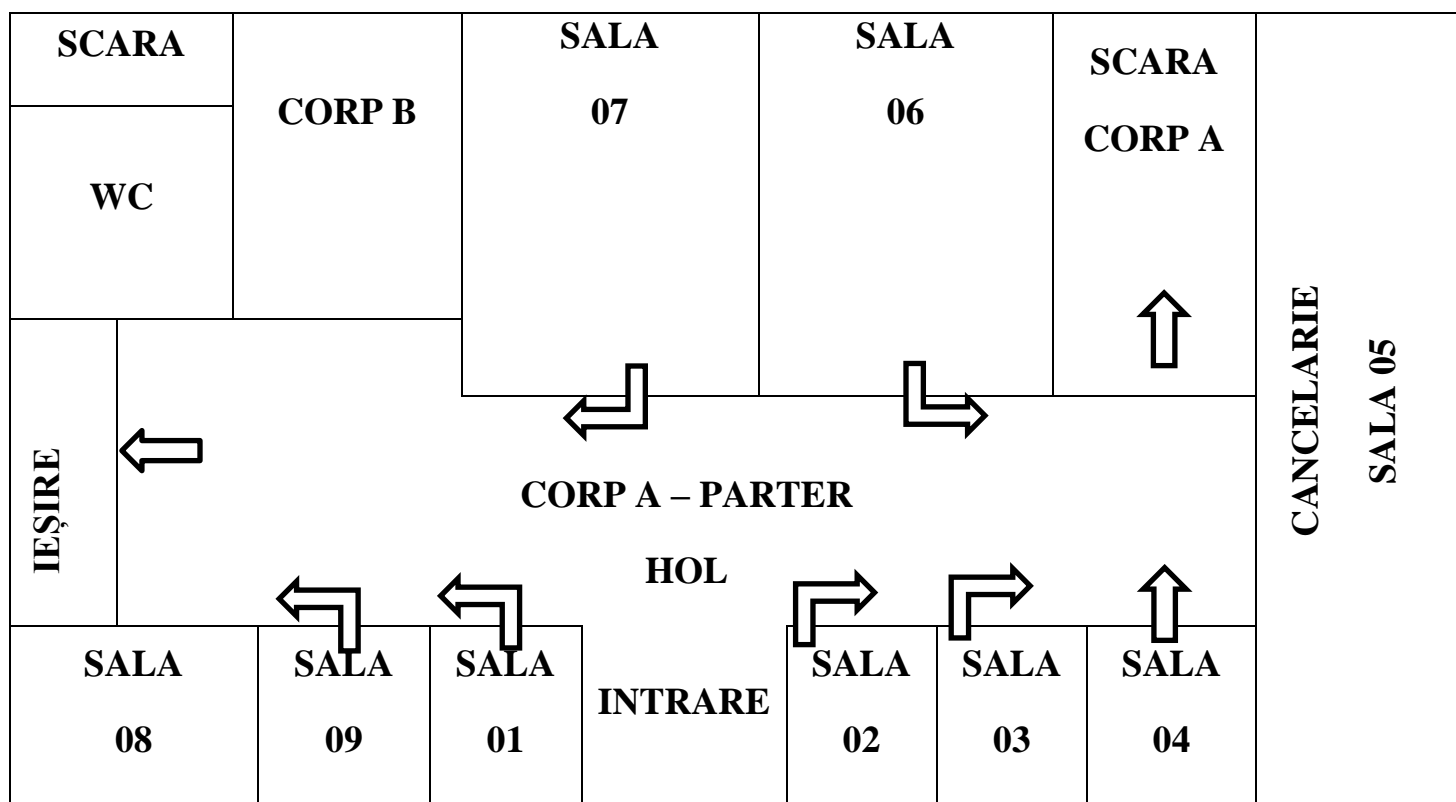 SCARA
WC
CORP B
SALA
07
SALA
06
SCARA
CORP A
CANCELARIE
SALA 05
IEȘIRE
CORP A – PARTER
HOL
SALA
08
SALA
09
SALA
01
INTRARE
SALA
02
SALA
03
SALA
04